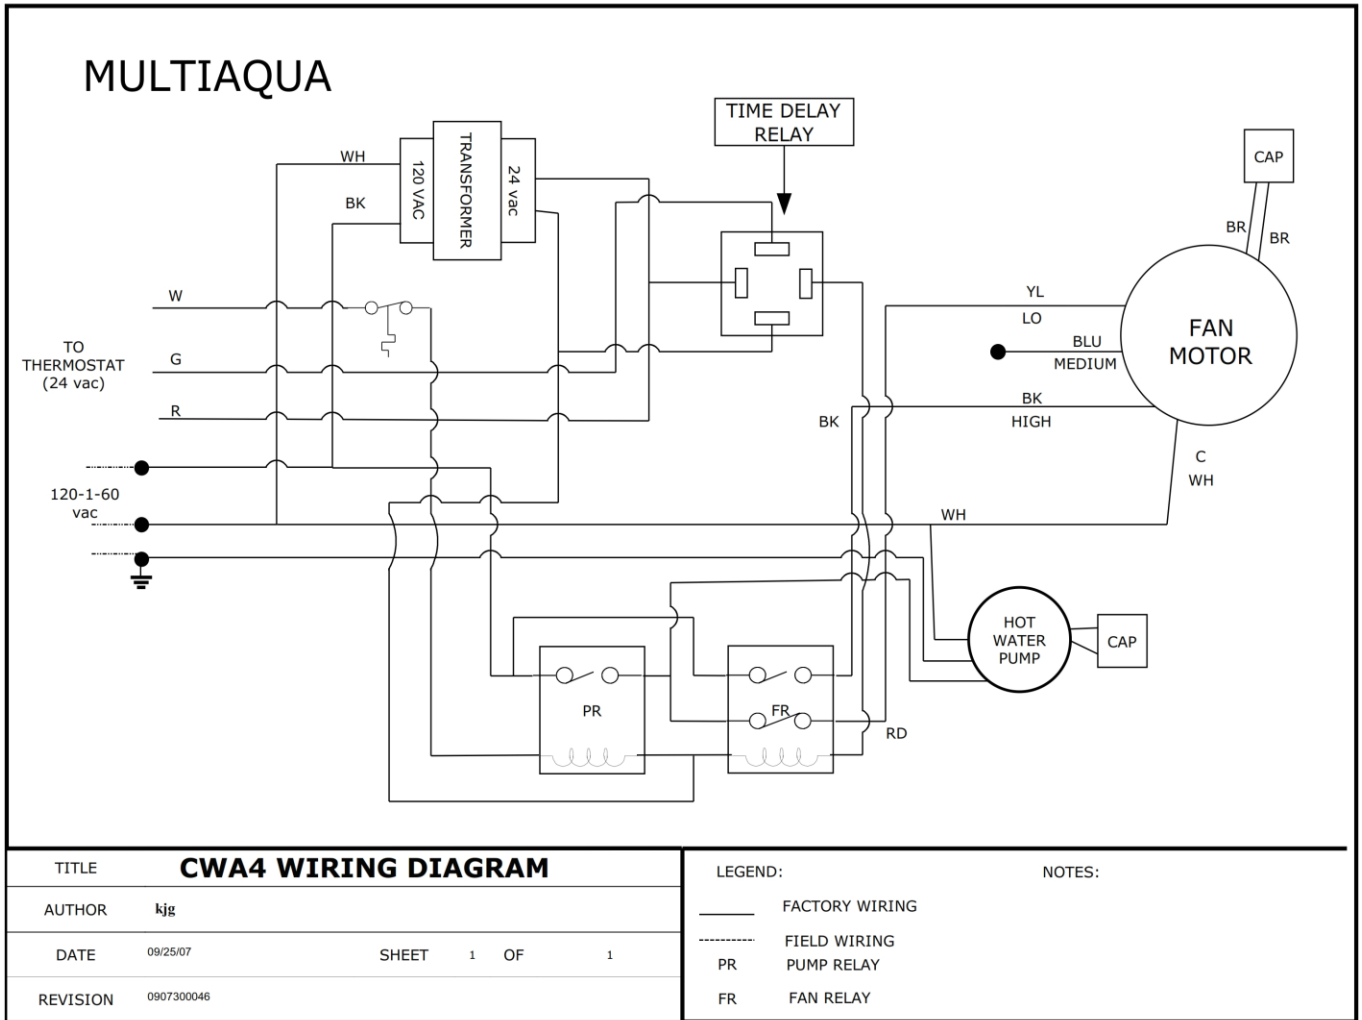 MULTIAQUA
TIME DELAY
RELAY
CAP
WH
BK
120 VAC
TRANSFORMER
24 vac
BR
BR
W
YL
LO
FAN
MOTOR
TO
THERMOSTAT
(24 vac)
G
BLU
MEDIUM
R
BK
HIGH
BK
C
WH
120-1-60
vac
WH
HOT
WATER
PUMP
CAP
PR
FR
RD
TITLE
CWA4 WIRING DIAGRAM
AUTHOR
kjg
DATE
09/25/07
SHEET 1 OF 1
REVISION
0907300046
LEGEND:
NOTES:
FACTORY WIRING
FIELD WIRING
PR PUMP RELAY
FR FAN RELAY